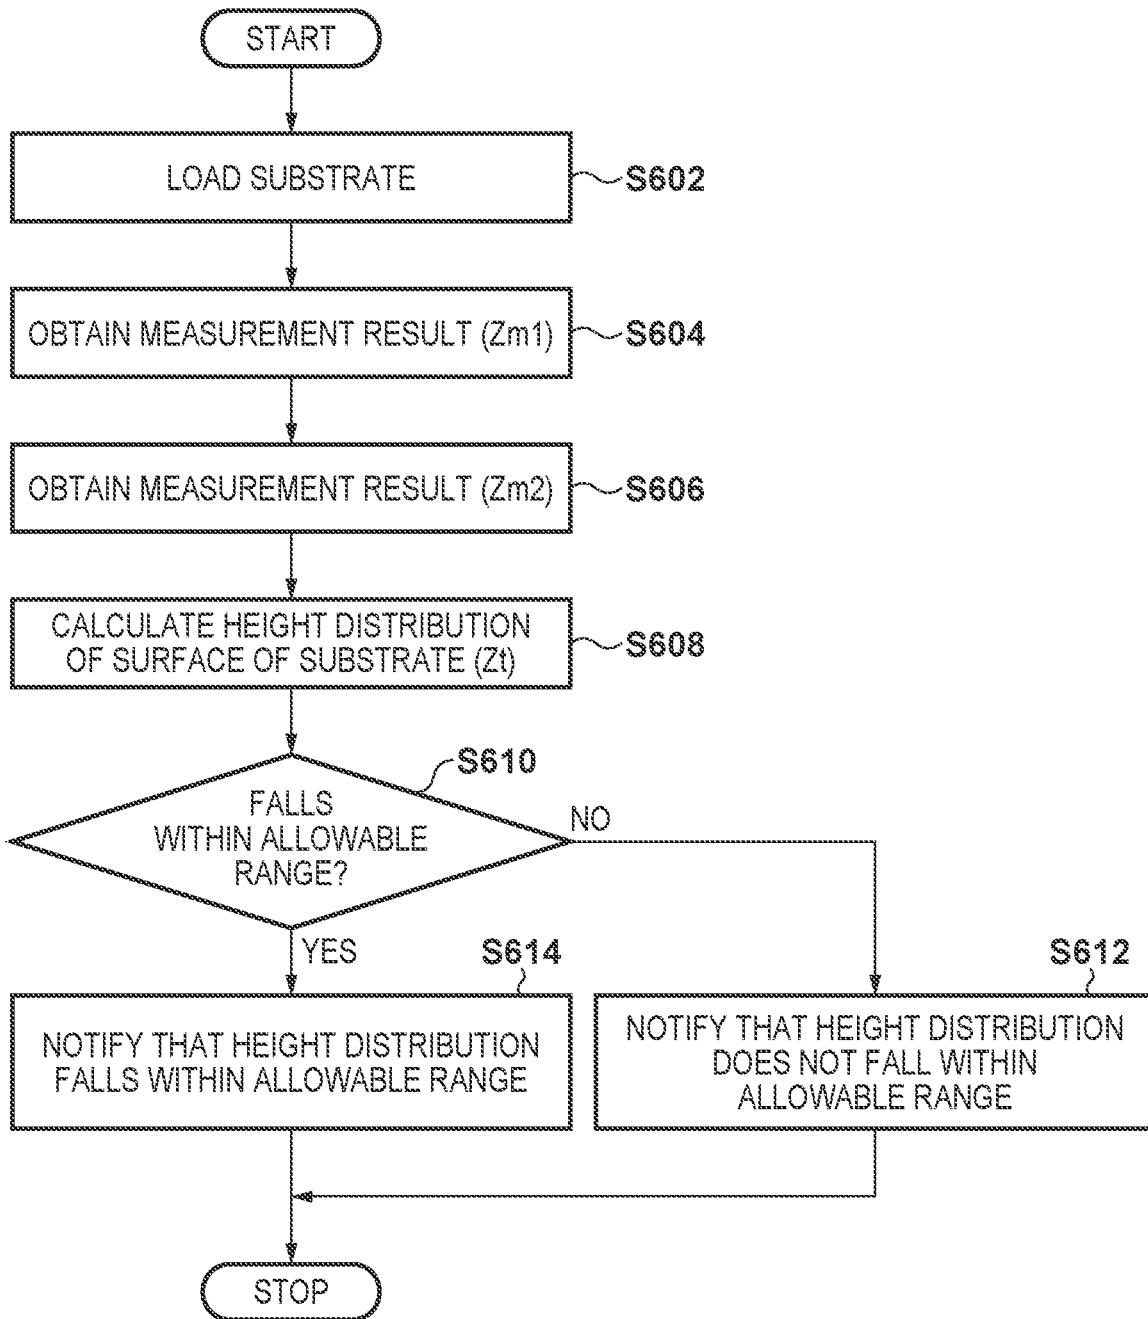 START
LOAD SUBSTRATE
S602
OBTAIN MEASUREMENT RESULT (Zm1)
S604
OBTAIN MEASUREMENT RESULT (Zm2)
S606
CALCULATE HEIGHT DISTRIBUTION
OF SURFACE OF SUBSTRATE (Zt)
S608
S610
FALLS
WITHIN ALLOWABLE
RANGE?
NO
YES
S614
NOTIFY THAT HEIGHT DISTRIBUTION
FALLS WITHIN ALLOWABLE RANGE
S612
NOTIFY THAT HEIGHT DISTRIBUTION
DOES NOT FALL WITHIN
ALLOWABLE RANGE
STOP